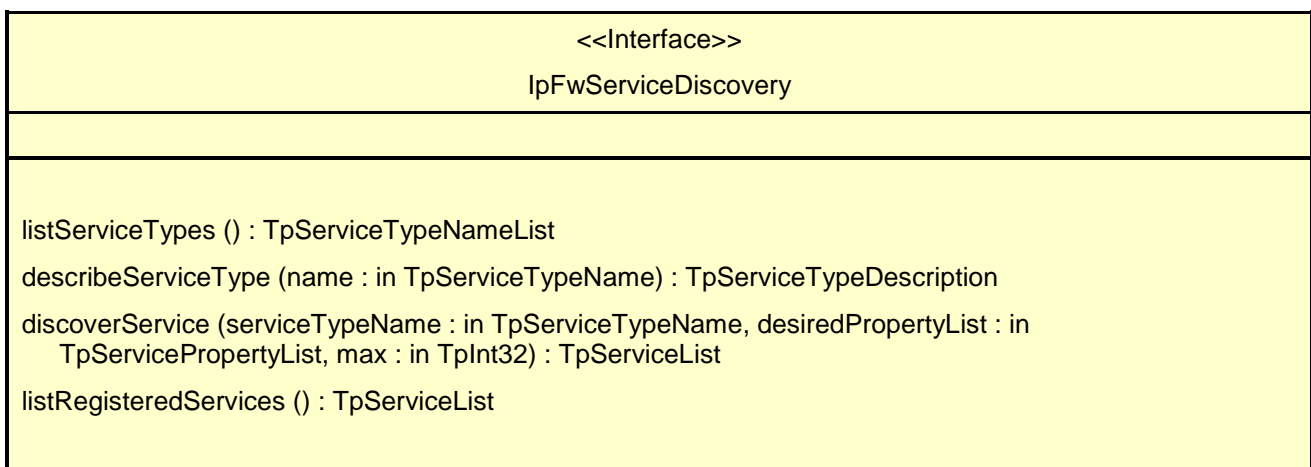 <<Interface>>
IpFwServiceDiscovery
listServiceTypes () : TpServiceTypeNameList
describeServiceType (name : in TpServiceTypeName) : TpServiceTypeDescription
discoverService (serviceTypeName : in TpServiceTypeName, desiredPropertyList : in
TpServicePropertyList, max : in TpInt32) : TpServiceList
listRegisteredServices () : TpServiceList